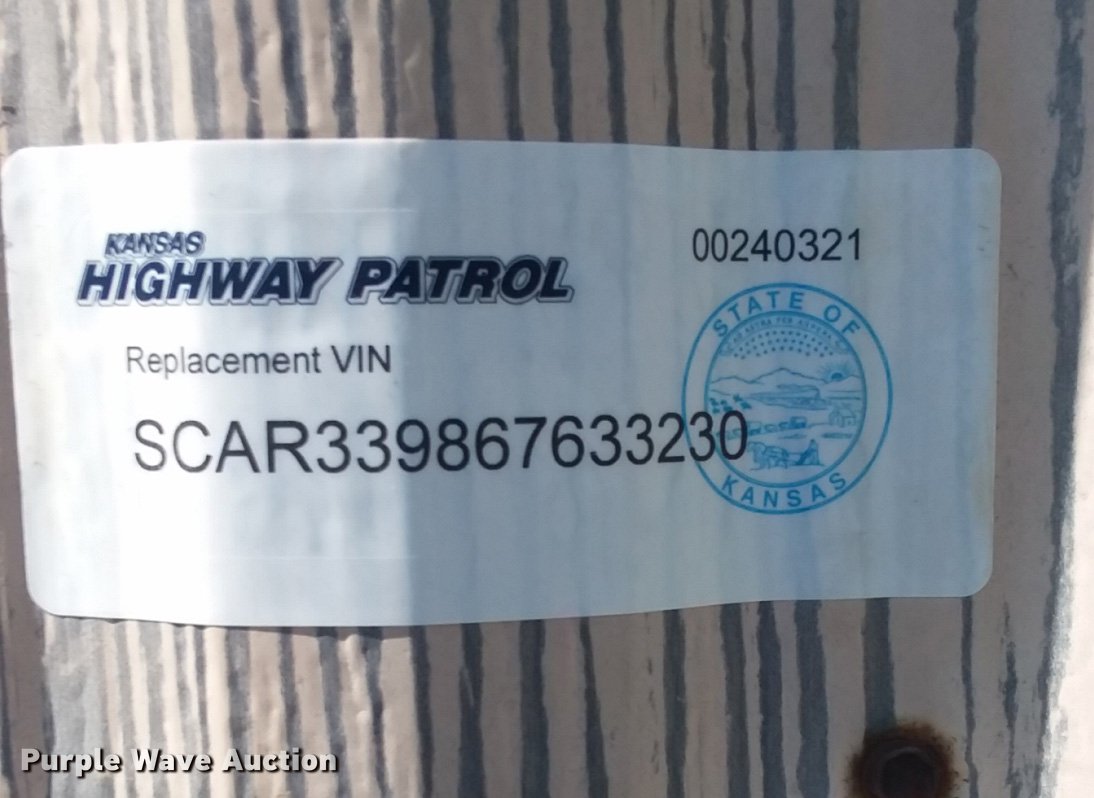 KANSAS
HIGHWAY PATROL
00240321
Replacement VIN
SCAR339867633230
STATE OF
KANSAS
Purple Wave Auction